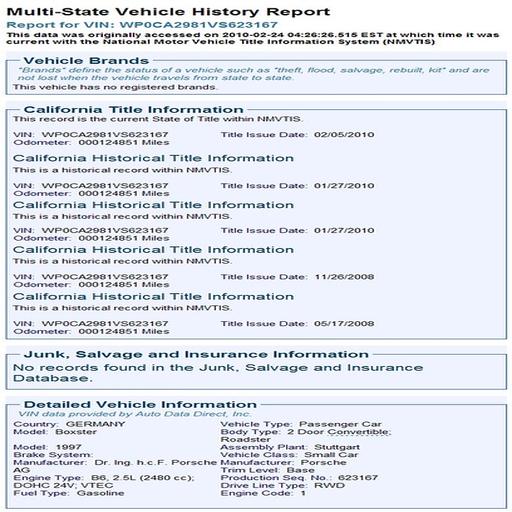 Multi-State Vehicle History Report
Report for VIN: WP0CA2981VS623167
This data was originally accessed on 2010-02-24 04:26:26.515 EST at which time it was
current with the National Motor Vehicle Title Information System (NMVTIS)
Vehicle Brands
"Brands" define the status of a vehicle such as "theft, flood, salvage, rebuilt, kit" and are
not lost when the vehicle travels from state to state.
This vehicle has no registered brands.
California Title Information
This record is the current State of Title within NMVTIS.
VIN: WP0CA2981VS623167 Title Issue Date: 02/05/2010
Odometer: 000124851 Miles
California Historical Title Information
This is a historical record within NMVTIS.
VIN: WP0CA2981VS623167 Title Issue Date: 01/27/2010
Odometer: 000124851 Miles
California Historical Title Information
This is a historical record within NMVTIS.
VIN: WP0CA2981VS623167 Title Issue Date: 01/27/2010
Odometer: 000124851 Miles
California Historical Title Information
This is a historical record within NMVTIS.
VIN: WP0CA2981VS623167 Title Issue Date: 11/26/2008
Odometer: 000124851 Miles
California Historical Title Information
This is a historical record within NMVTIS.
VIN: WP0CA2981VS623167 Title Issue Date: 05/17/2008
Odometer: 000124851 Miles
Junk, Salvage and Insurance Information
No records found in the Junk, Salvage and Insurance
Database.
Detailed Vehicle Information
VIN data provided by Auto Data Direct, Inc.
Country: GERMANY Vehicle Type: Passenger Car
Model: Boxster Body Type: 2 Door Convertible;
Roadster
Model: 1997 Assembly Plant: Stuttgart
Brake System: Vehicle Class: Small Car
Manufacturer: Dr. Ing. h.c.F. Porsche Manufacturer: Porsche
AG Trim Level: Base
Engine Type: B6, 2.5L (2480 cc); Production Seq. No.: 623167
DOHC 24V; VTEC Drive Line Type: RWD
Fuel Type: Gasoline Engine Code: 1